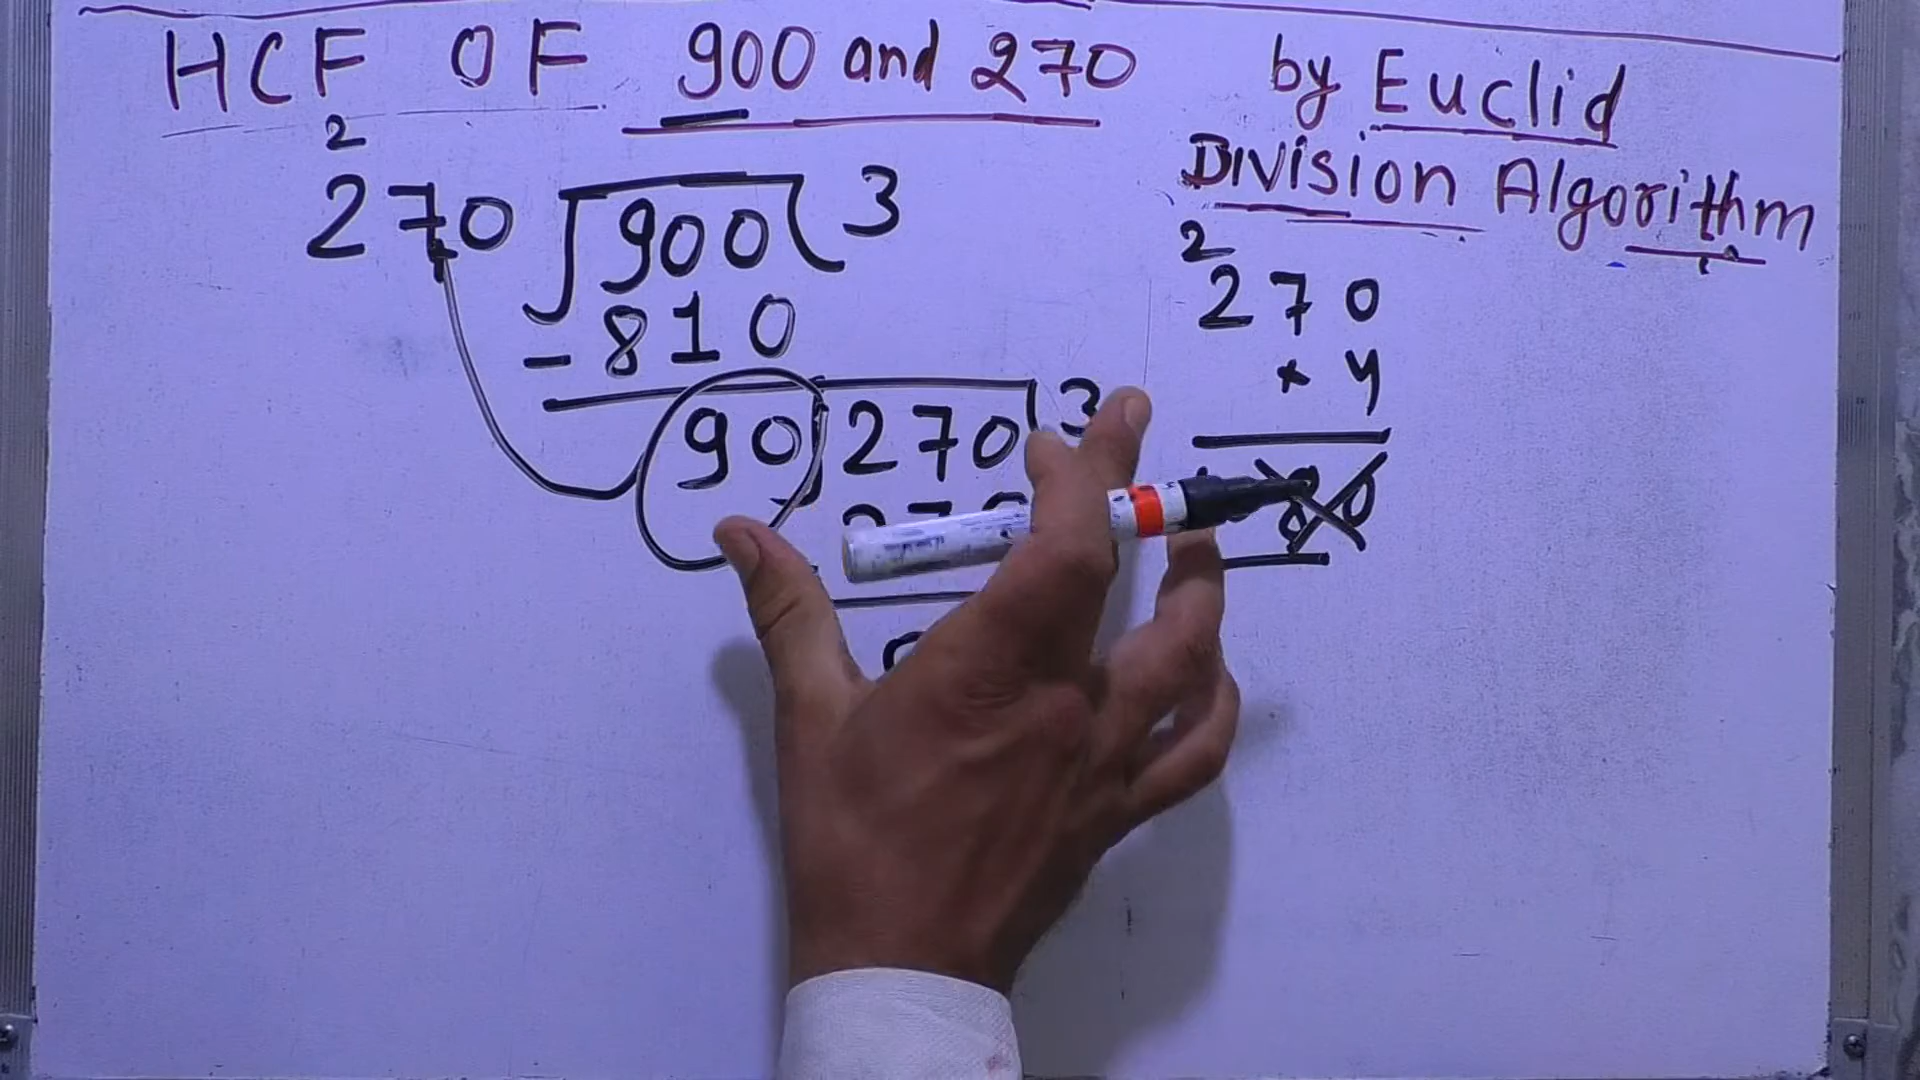 HCF OF 900 and 270 by Euclid
Division Algorithm
2
270 900 3
- 810
90 270 3
2
270
× 4